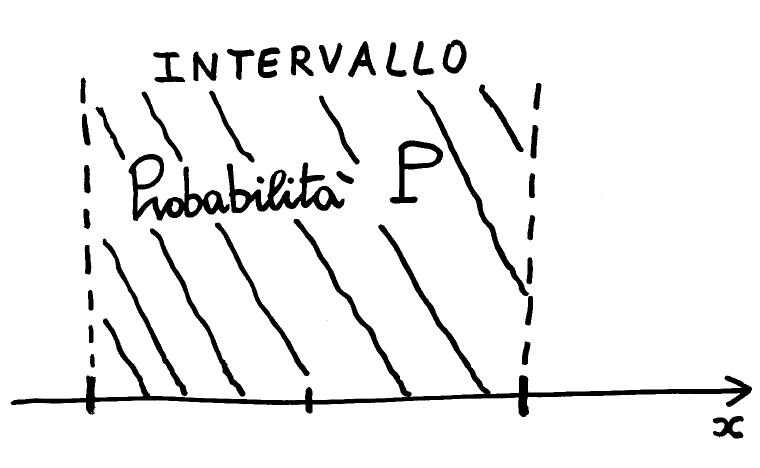 INTERVALLO
Probabilità P
x